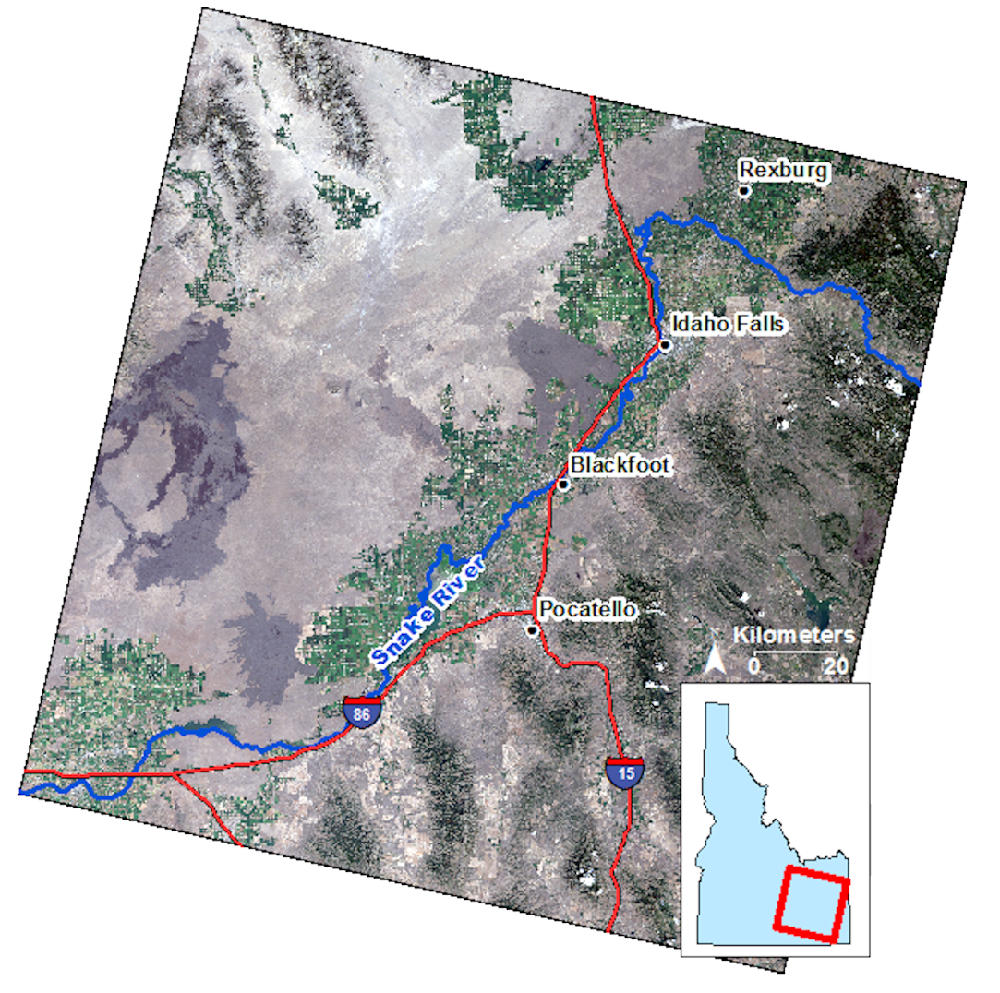 Rexburg
Idaho Falls
Blackfoot
Snake River
Pocatello
Kilometers
0 20
86
15